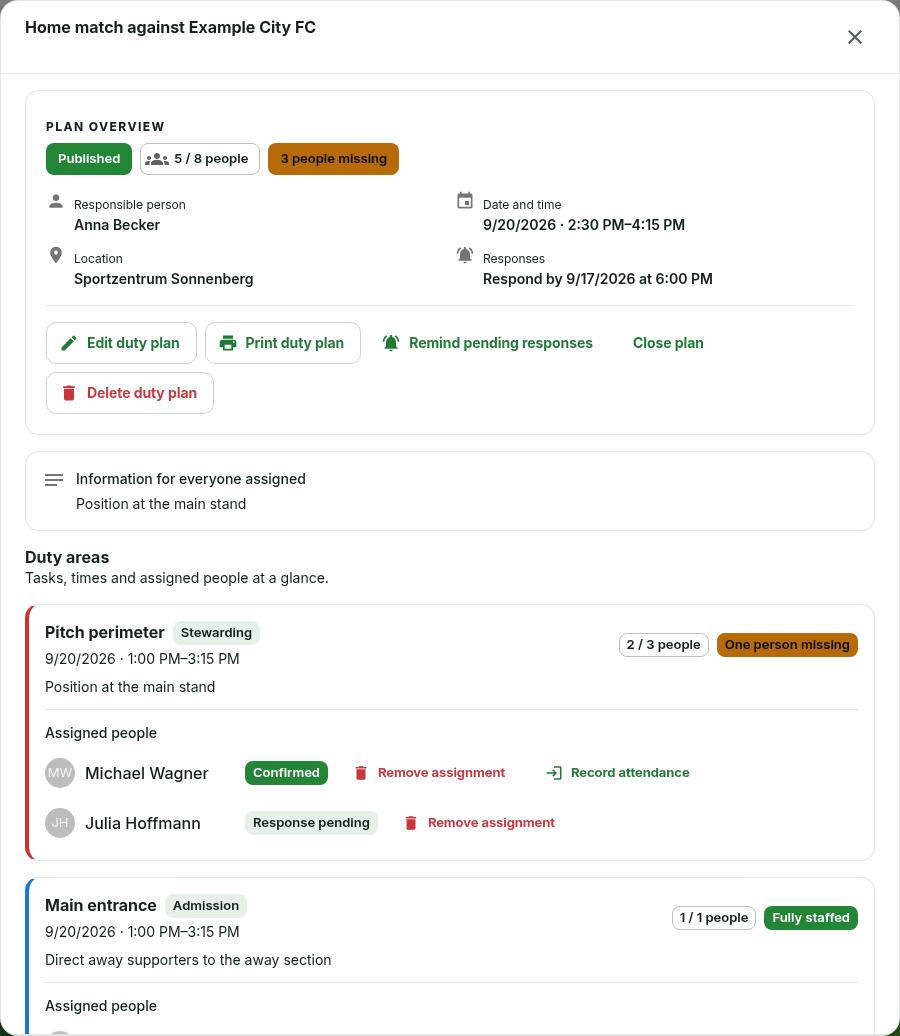 Home match against Example City FC
PLAN OVERVIEW
Published
5 / 8 people
3 people missing
Responsible person
Anna Becker
Date and time
9/20/2026 · 2:30 PM–4:15 PM
Location
Sportzentrum Sonnenberg
Responses
Respond by 9/17/2026 at 6:00 PM
Edit duty plan
Print duty plan
Remind pending responses
Close plan
Delete duty plan
Information for everyone assigned
Position at the main stand
Duty areas
Tasks, times and assigned people at a glance.
Pitch perimeter
Stewarding
9/20/2026 · 1:00 PM–3:15 PM
2 / 3 people
One person missing
Position at the main stand
Assigned people
MW
Michael Wagner
Confirmed
Remove assignment
Record attendance
JH
Julia Hoffmann
Response pending
Remove assignment
Main entrance
Admission
9/20/2026 · 1:00 PM–3:15 PM
1 / 1 people
Fully staffed
Direct away supporters to the away section
Assigned people